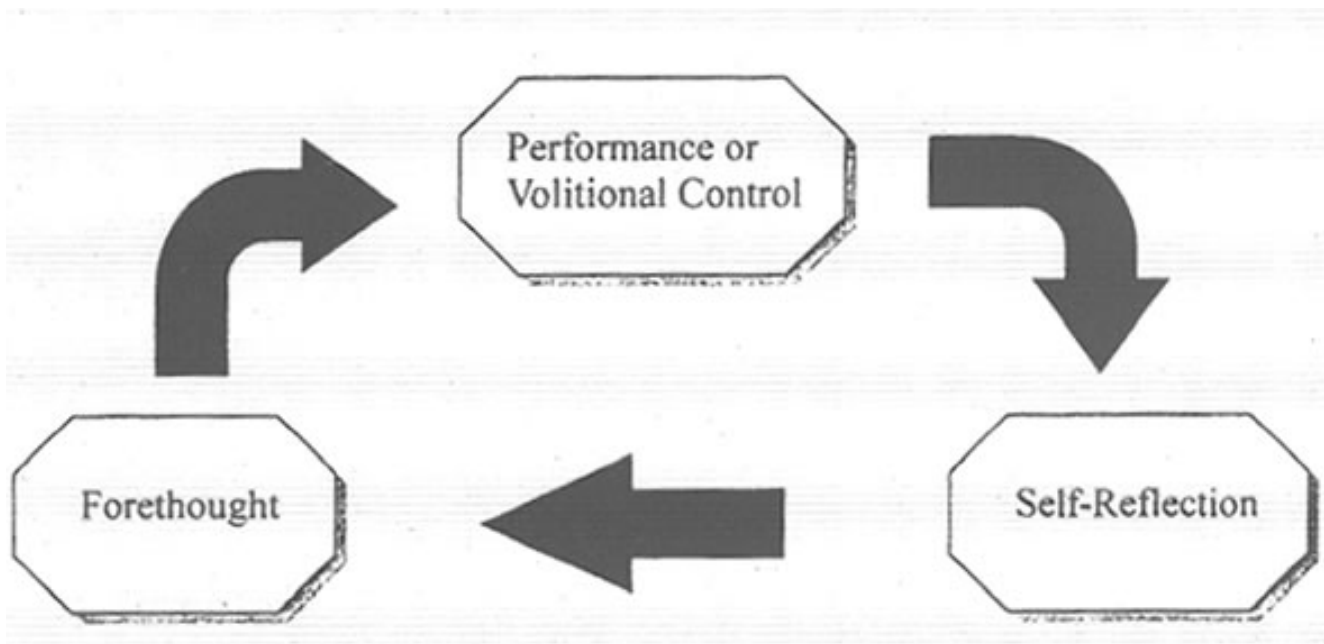 Performance or
Volitional Control
Forethought
Self-Reflection